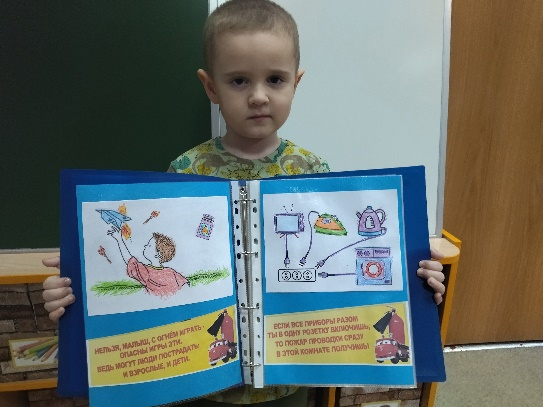 НЕЛЬЗЯ, МАЛЫШ, С ОГНЁМ ИГРАТЬ -
ОПАСНЫ ИГРЫ ЭТИ.
ВЕДЬ МОГУТ ЛЮДИ ПОСТРАДАТЬ
И ВЗРОСЛЫЕ, И ДЕТИ.
ЕСЛИ ВСЕ ПРИБОРЫ РАЗОМ
ТЫ В ОДНУ РОЗЕТКУ ВКЛЮЧИШЬ,
ТО ПОЖАР ПРОВОДКИ СРАЗУ
В ЭТОЙ КОМНАТЕ ПОЛУЧИШЬ!